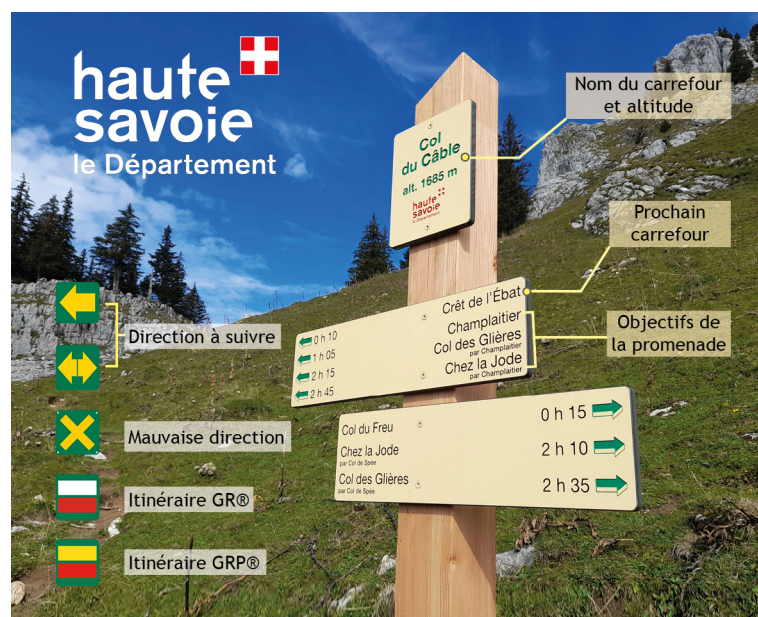 haute
savoie
le Département
Nom du carrefour
et altitude
Col
du Câble
alt. 1685 m
haute
savoie
le Département
Prochain
carrefour
Crêt de l'Ébat
Champlaitier
Col des Glières
par Champlaitier
Chez la Jode
par Champlaitier
0 h 10
1 h 05
2 h 15
2 h 45
Objectifs de
la promenade
Direction à suivre
Col du Freu
0 h 15
Chez la Jode
par Col de Spée
2 h 10
Col des Glières
par Col de Spée
2 h 35
Mauvaise direction
Itinéraire GR®
Itinéraire GRP®